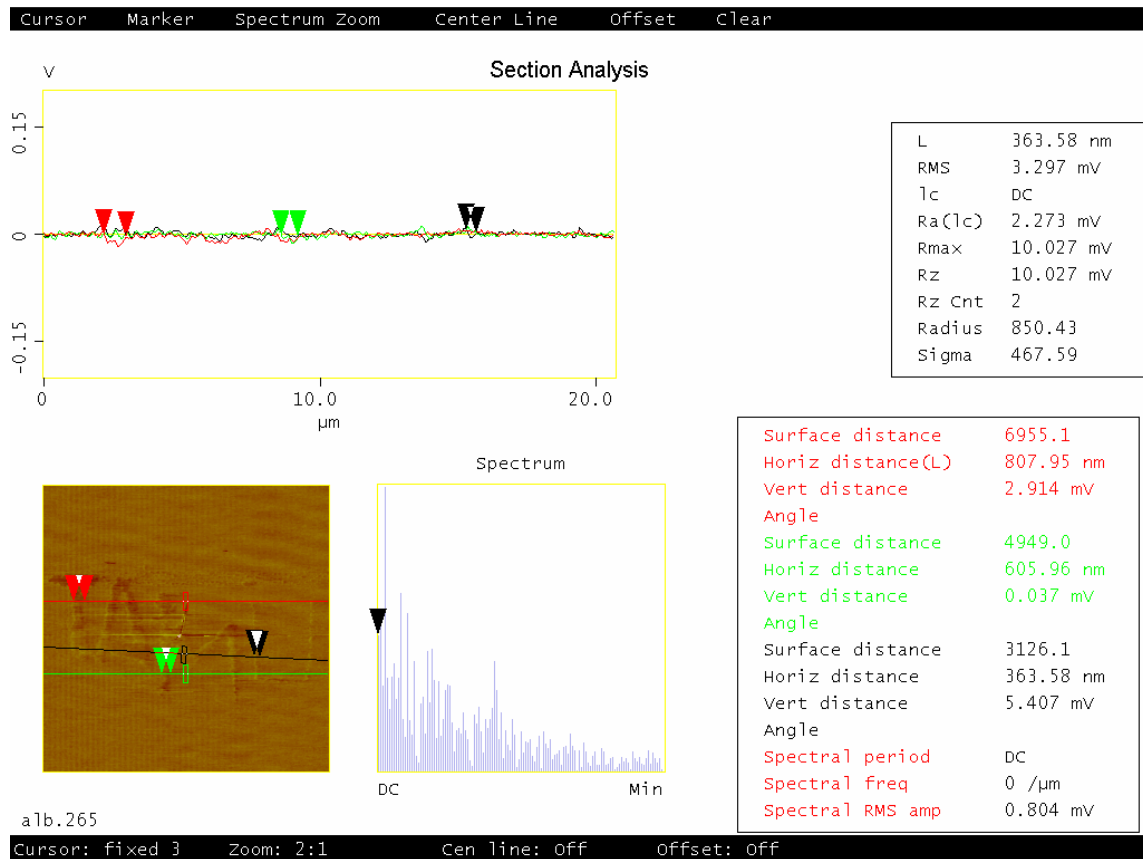 Cursor Marker Spectrum Zoom Center Line Offset Clear
V
Section Analysis
0.15
0
-0.15
0 10.0 20.0
µm
L 363.58 nm
RMS 3.297 mV
lc DC
Ra(lc) 2.273 mV
Rmax 10.027 mV
Rz 10.027 mV
Rz Cnt 2
Radius 850.43
Sigma 467.59
Surface distance 6955.1
Horiz distance(L) 807.95 nm
Vert distance 2.914 mV
Angle
Surface distance 4949.0
Horiz distance 605.96 nm
Vert distance 0.037 mV
Angle
Surface distance 3126.1
Horiz distance 363.58 nm
Vert distance 5.407 mV
Angle
Spectral period DC
Spectral freq 0 /µm
Spectral RMS amp 0.804 mV
Spectrum
DC Min
alb.265
Cursor: fixed 3 Zoom: 2:1 Cen line: Off Offset: Off